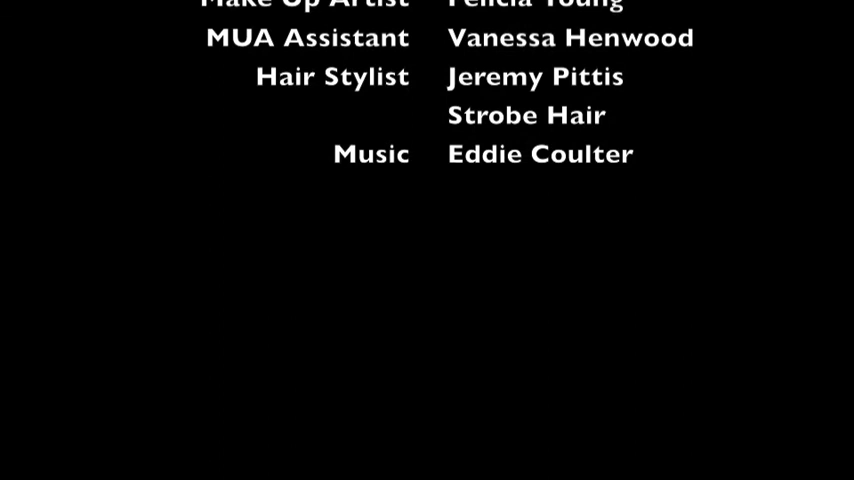 Make Up Artist Felicia Young
MUA Assistant Vanessa Henwood
Hair Stylist Jeremy Pittis
Strobe Hair
Music Eddie Coulter